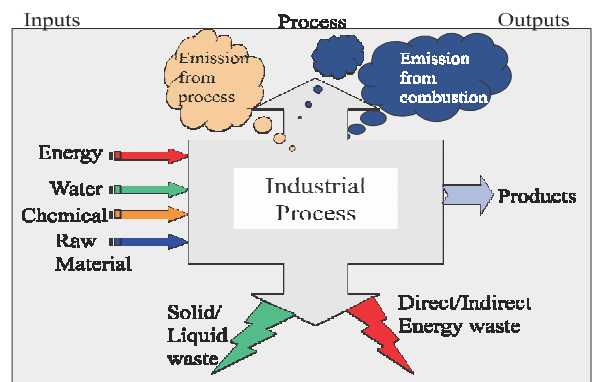 Inputs
Process
Outputs
Emission
from
process
Emission
from
combustion
Energy
Water
Chemical
Raw
Material
Industrial
Process
Products
Solid/
Liquid
waste
Direct/Indirect
Energy waste